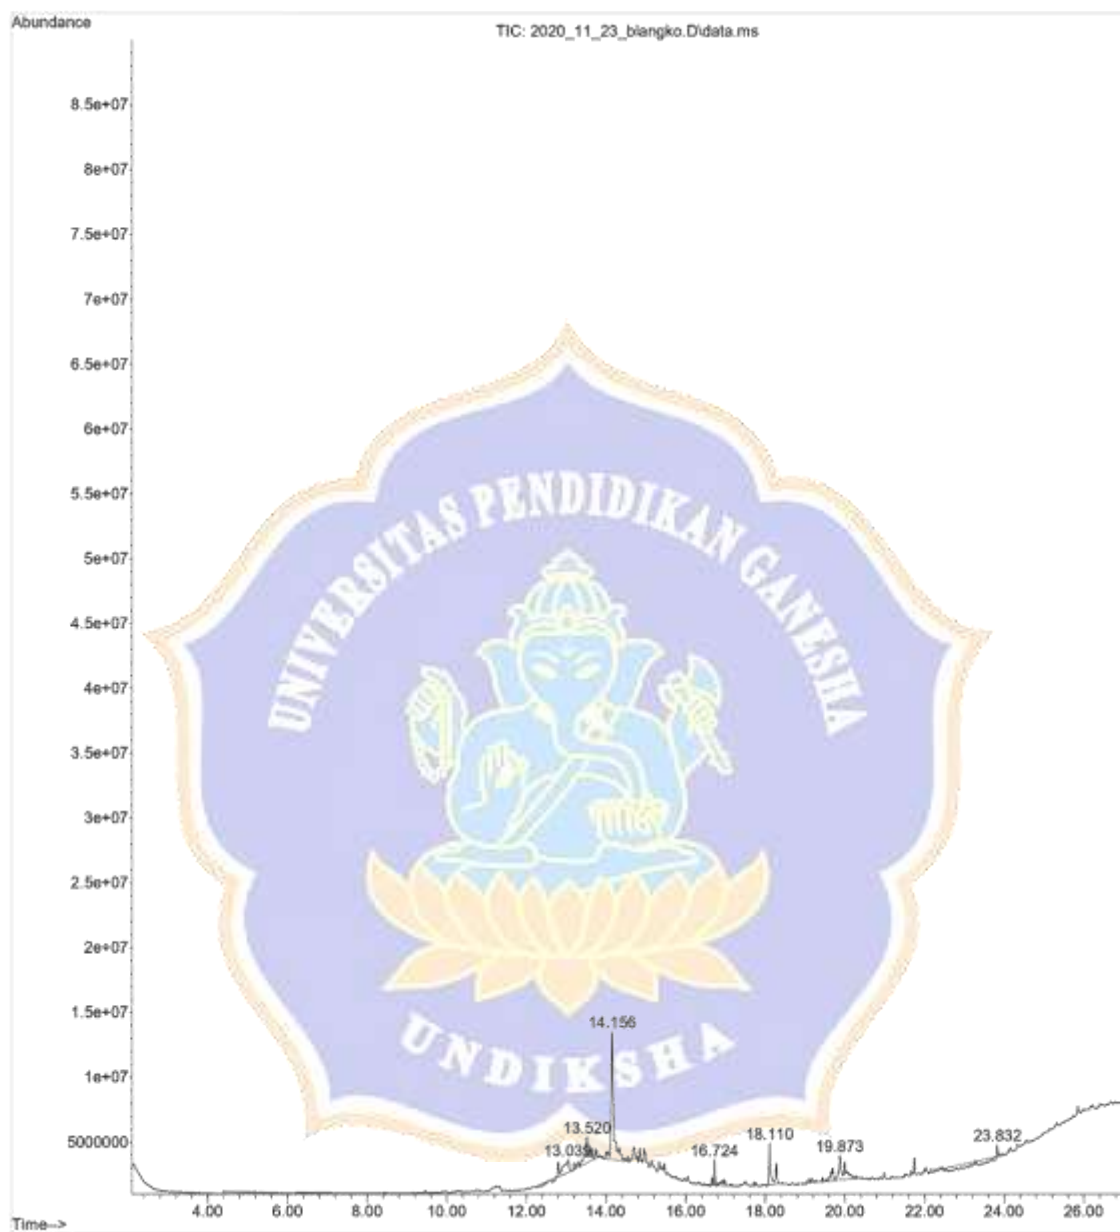 Abundance
TIC: 2020_11_23_blangko.D\data.ms
8.5e+07
8e+07
7.5e+07
7e+07
6.5e+07
6e+07
5.5e+07
5e+07
4.5e+07
4e+07
3.5e+07
3e+07
2.5e+07
2e+07
1.5e+07
1e+07
5000000
UNIVERSITAS PENDIDIKAN GANESHA
UNDIKSHA
14.156
13.520
13.039
16.724
18.110
19.873
23.832
4.00 6.00 8.00 10.00 12.00 14.00 16.00 18.00 20.00 22.00 24.00 26.00
Time-->